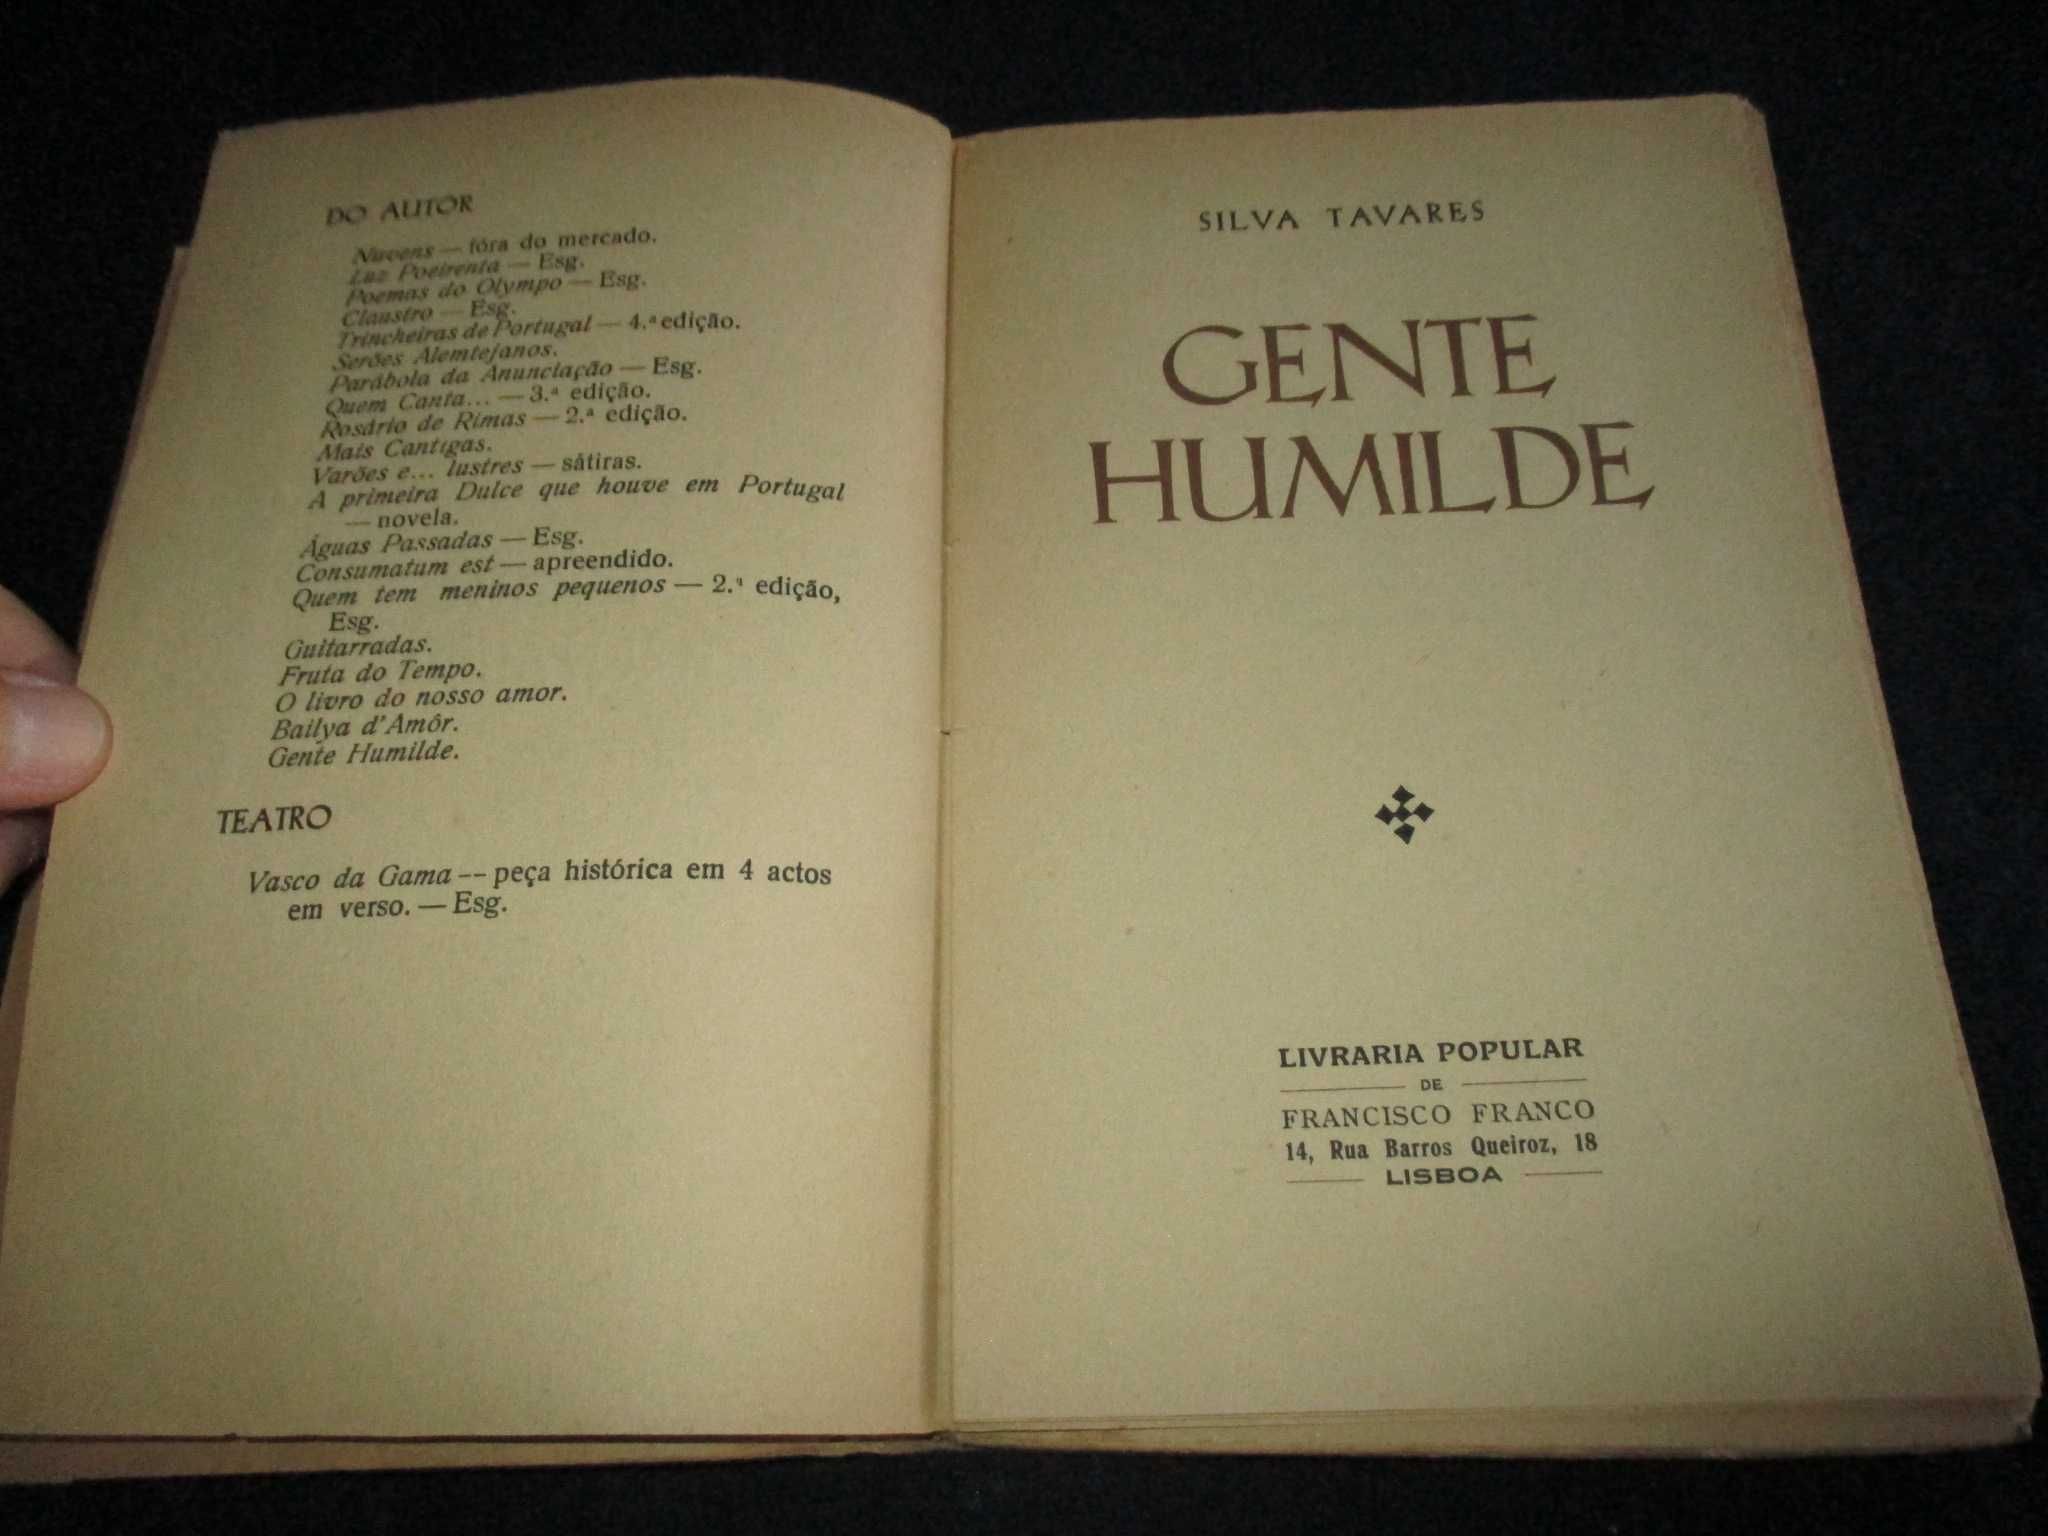 DO AUTOR
Nuvens — fóra do mercado.
Luz Poeirenta — Esg.
Poemas do Olympo — Esg.
Claustro — Esg.
Trincheiras de Portugal — 4.ª edição.
Serões Alemtejanos.
Parábola da Anunciação — Esg.
Quem Canta... — 3.ª edição.
Rosário de Rimas — 2.ª edição.
Mais Cantigas.
Varões e... lustres — sátiras.
A primeira Dulce que houve em Portugal
— novela.
Águas Passadas — Esg.
Consumatum est — apreendido.
Quem tem meninos pequenos — 2.ª edição,
Esg.
Guitarradas.
Fruta do Tempo.
O livro do nosso amor.
Bailya d'Amôr.
Gente Humilde.
TEATRO
Vasco da Gama -- peça histórica em 4 actos
em verso. — Esg.
SILVA TAVARES
GENTE
HUMILDE
LIVRARIA POPULAR
DE
FRANCISCO FRANCO
14, Rua Barros Queiroz, 18
LISBOA